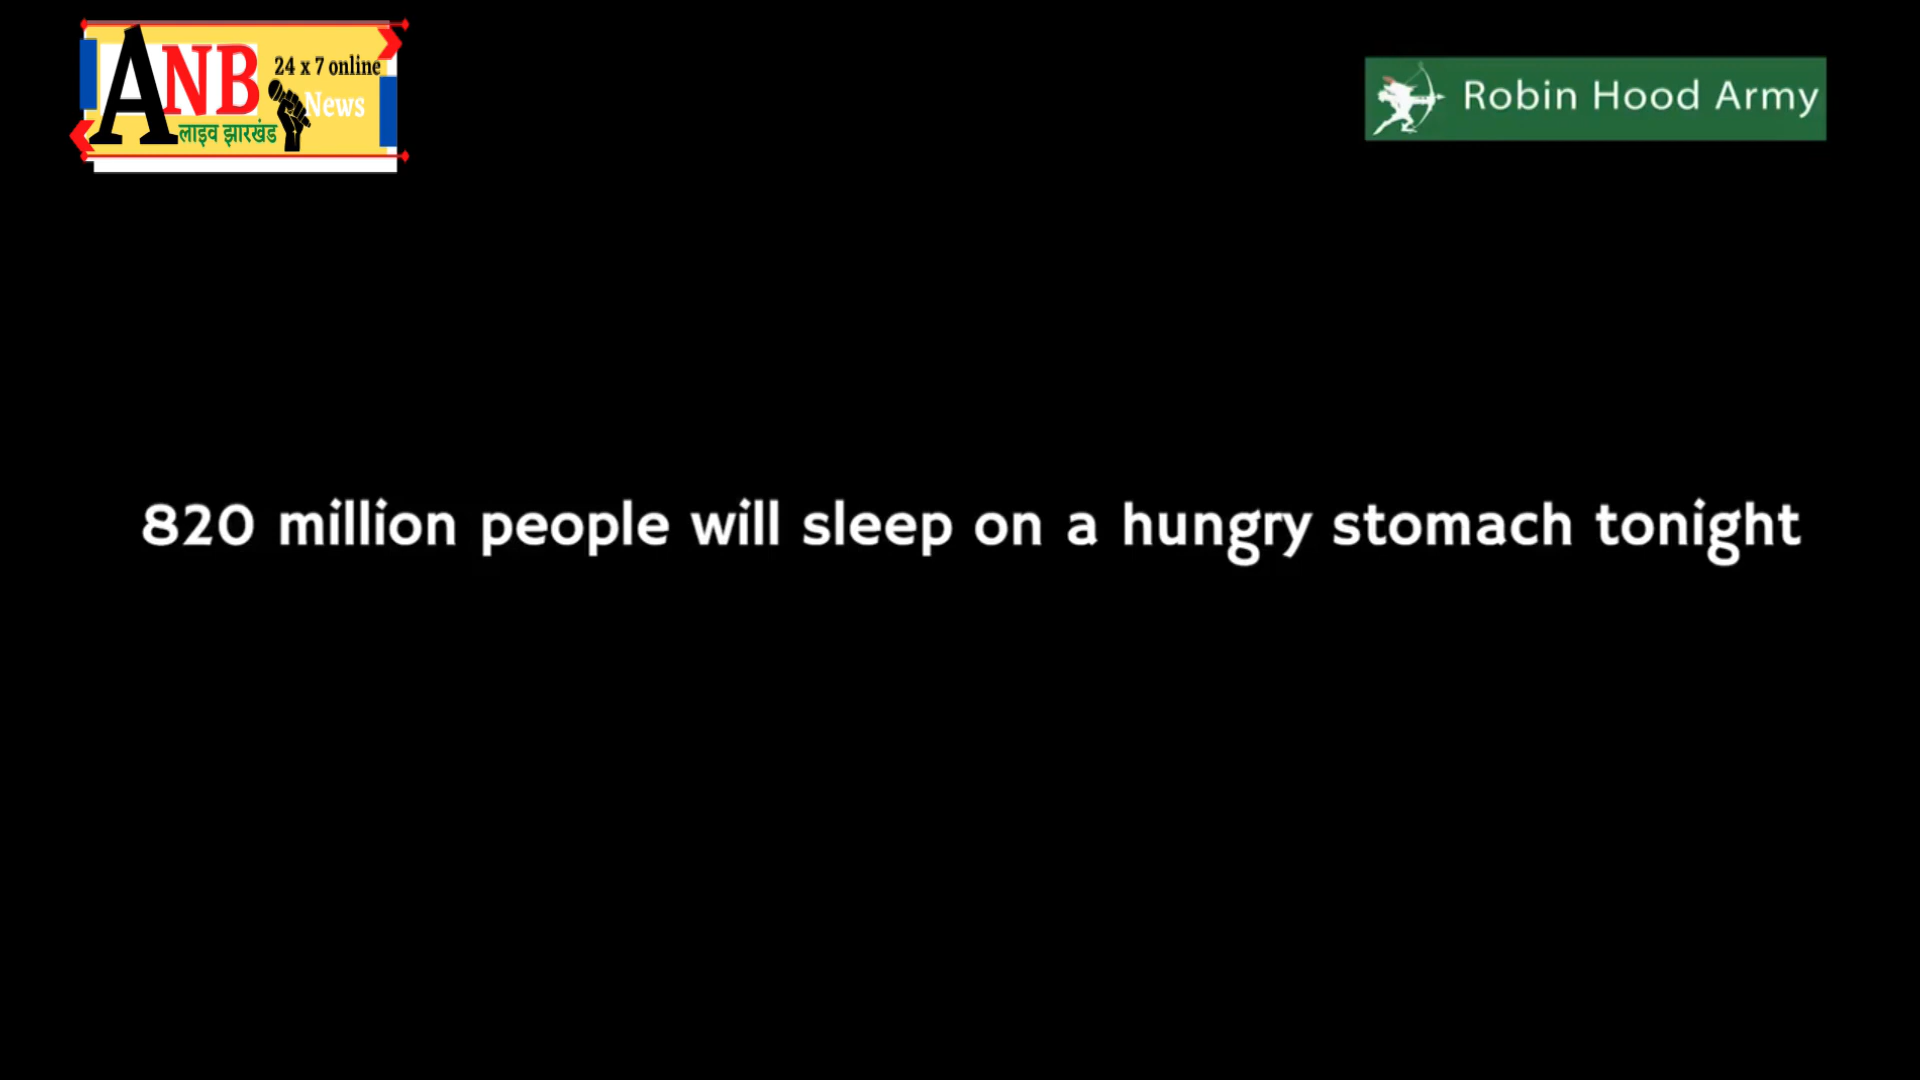 ANB
24 x 7 online
News
लाइव झारखंड
Robin Hood Army
820 million people will sleep on a hungry stomach tonight